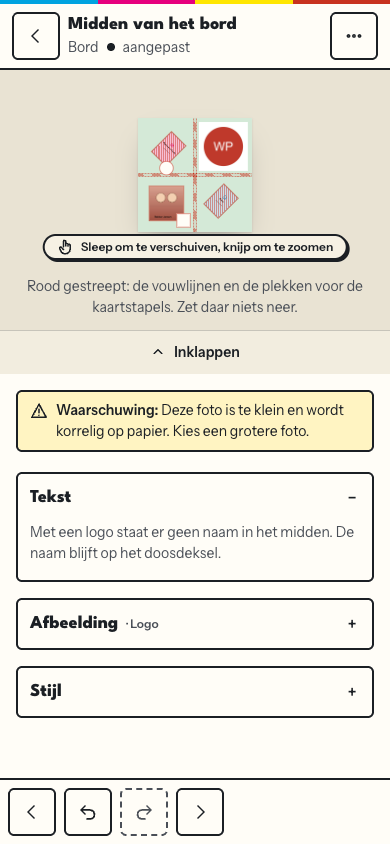 Midden van het bord
Bord ● aangepast
WP
Sleep om te verschuiven, knijp om te zoomen
Rood gestreept: de vouwlijnen en de plekken voor de
kaartstapels. Zet daar niets neer.
Inklappen
Waarschuwing: Deze foto is te klein en wordt
korrelig op papier. Kies een grotere foto.
Tekst
Met een logo staat er geen naam in het midden. De
naam blijft op het doosdeksel.
Afbeelding · Logo
Stijl